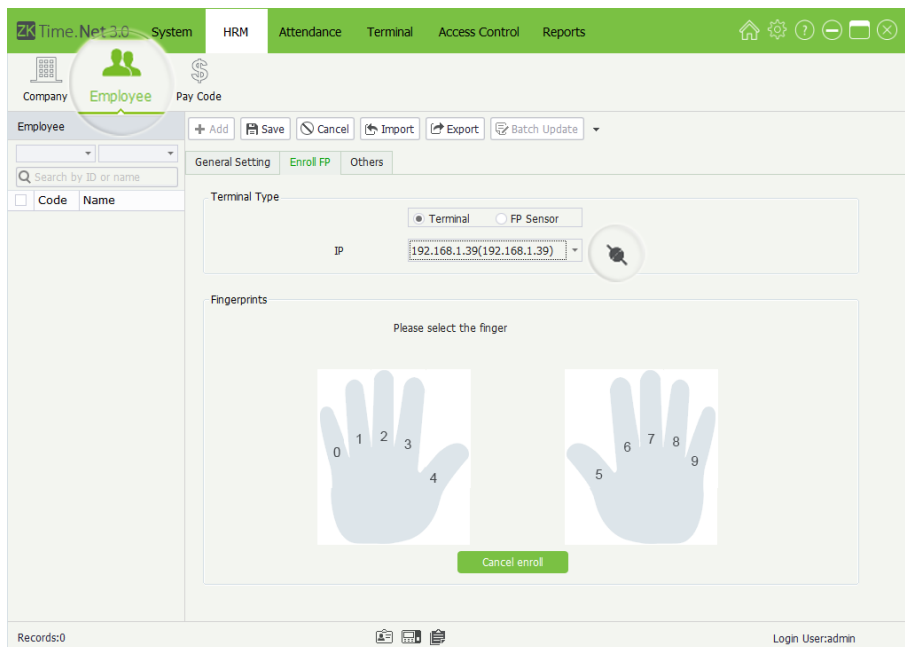 ZK Time.Net 3.0 System HRM Attendance Terminal Access Control Reports
Company Employee Pay Code
Employee
Add Save Cancel Import Export Batch Update
General Setting Enroll FP Others
Search by ID or name
Code Name
Terminal Type
Terminal FP Sensor
IP 192.168.1.39(192.168.1.39)
Fingerprints
Please select the finger
0 1 2 3 4 5 6 7 8 9
Cancel enroll
Records:0 Login User:admin